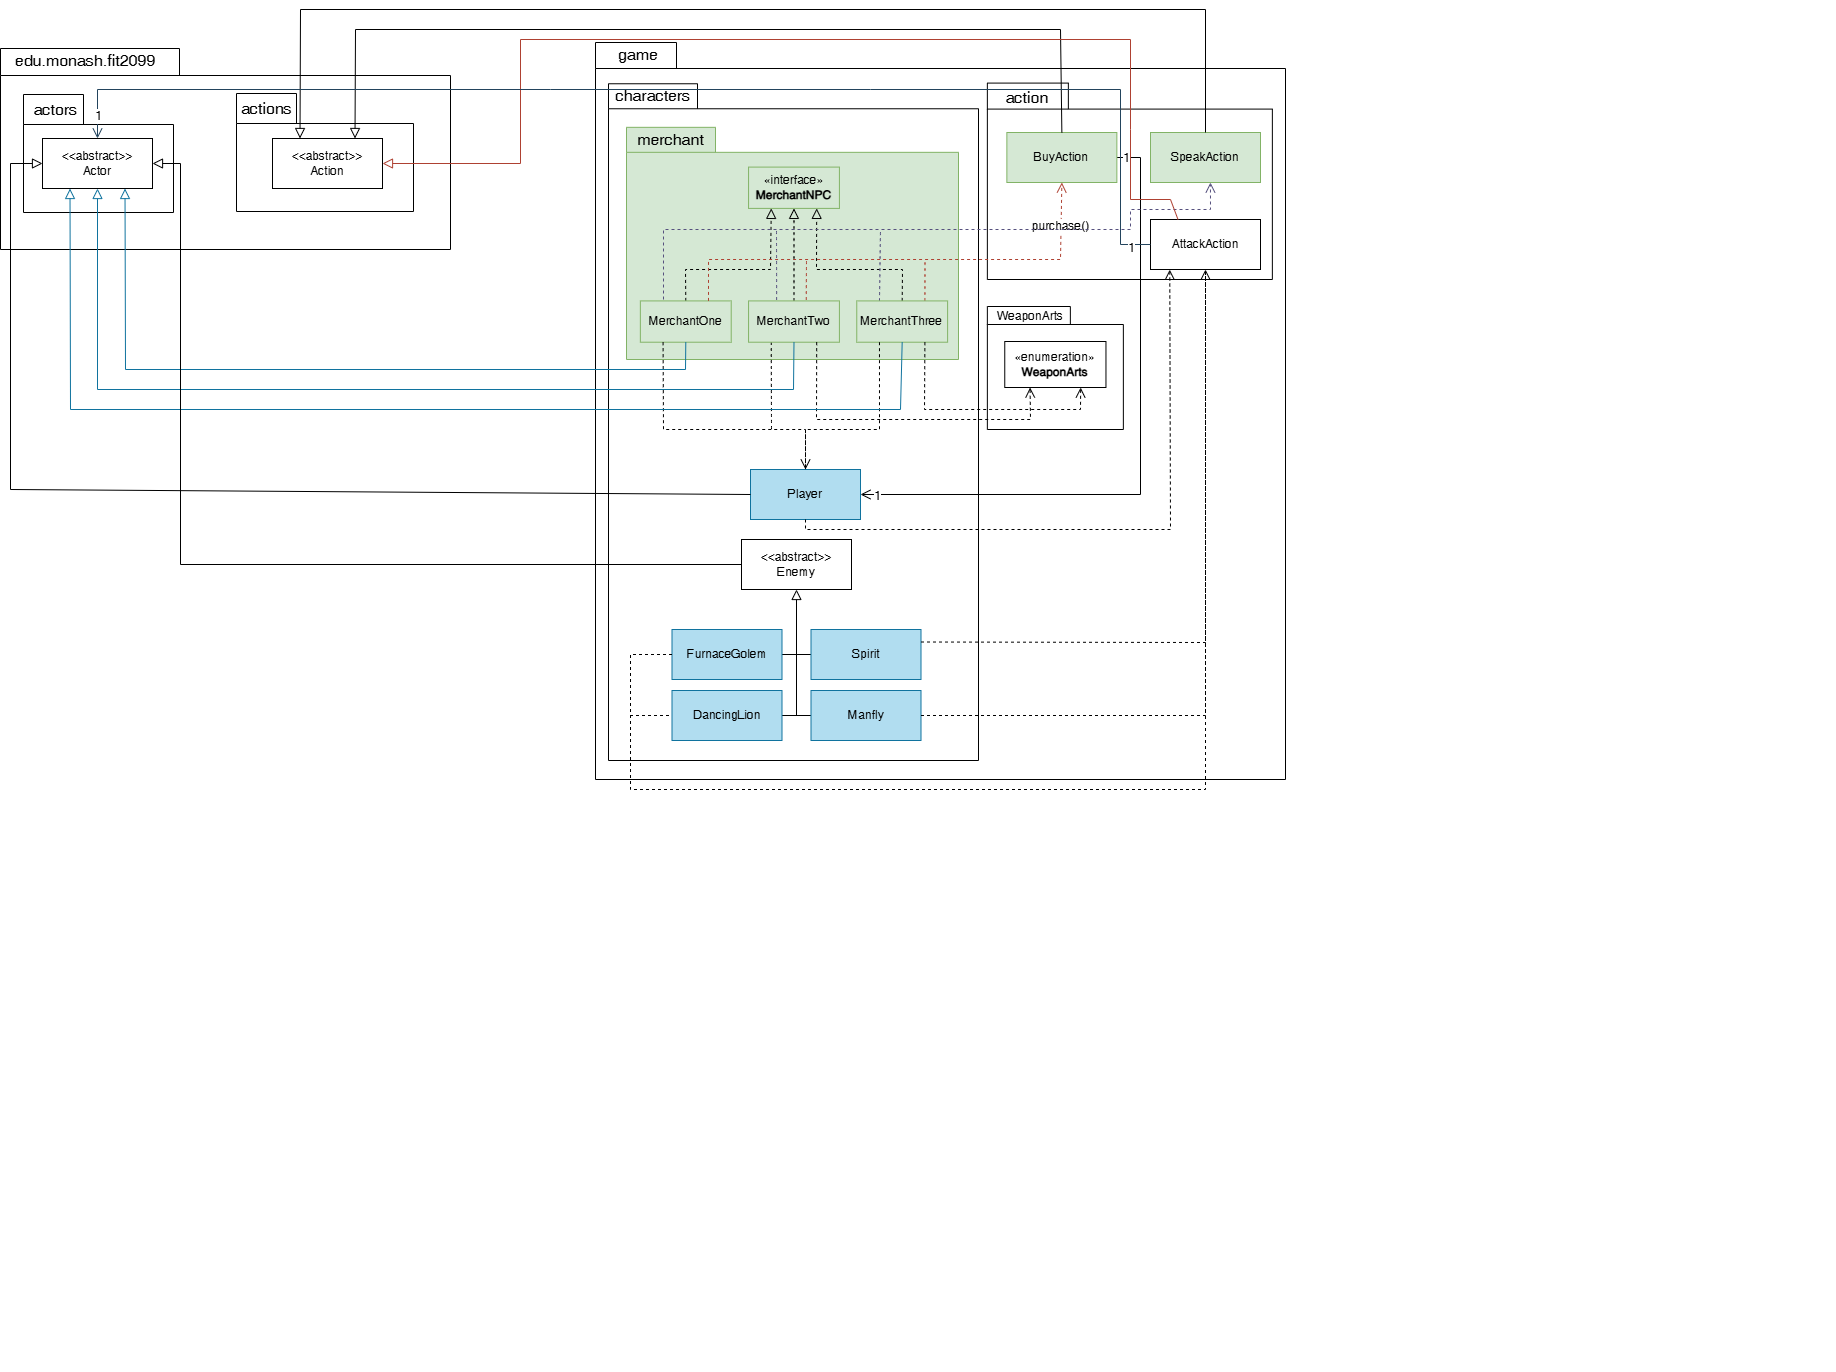 edu.monash.fit2099
actors
1
<<abstract>>
Actor
actions
<<abstract>>
Action
game
characters
merchant
«interface»
MerchantNPC
MerchantOne
MerchantTwo
MerchantThree
action
BuyAction
1
SpeakAction
purchase()
1
AttackAction
WeaponArts
«enumeration»
WeaponArts
Player
1
<<abstract>>
Enemy
FurnaceGolem
Spirit
DancingLion
Manfly